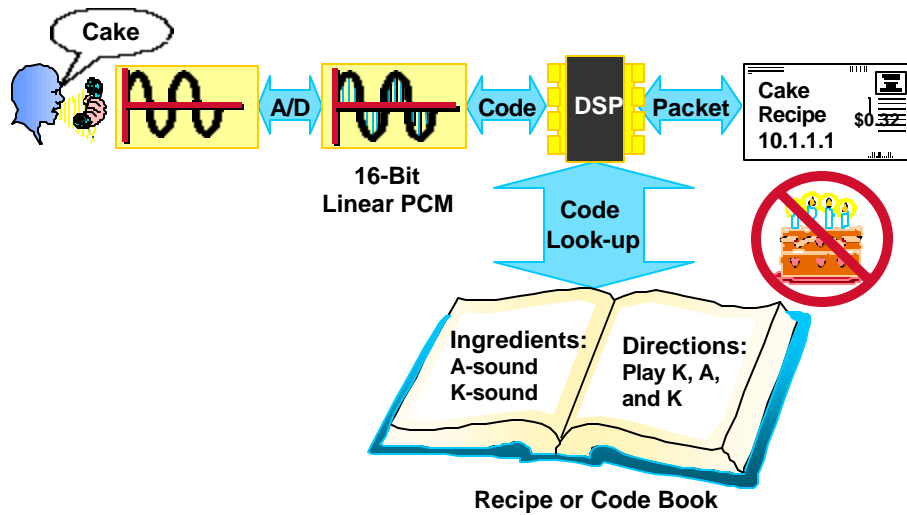 Cake
A/D
Code
DSP
Packet
Cake
Recipe
$0.32
10.1.1.1
16-Bit
Linear PCM
Code
Look-up
Ingredients:
A-sound
K-sound
Directions:
Play K, A,
and K
Recipe or Code Book